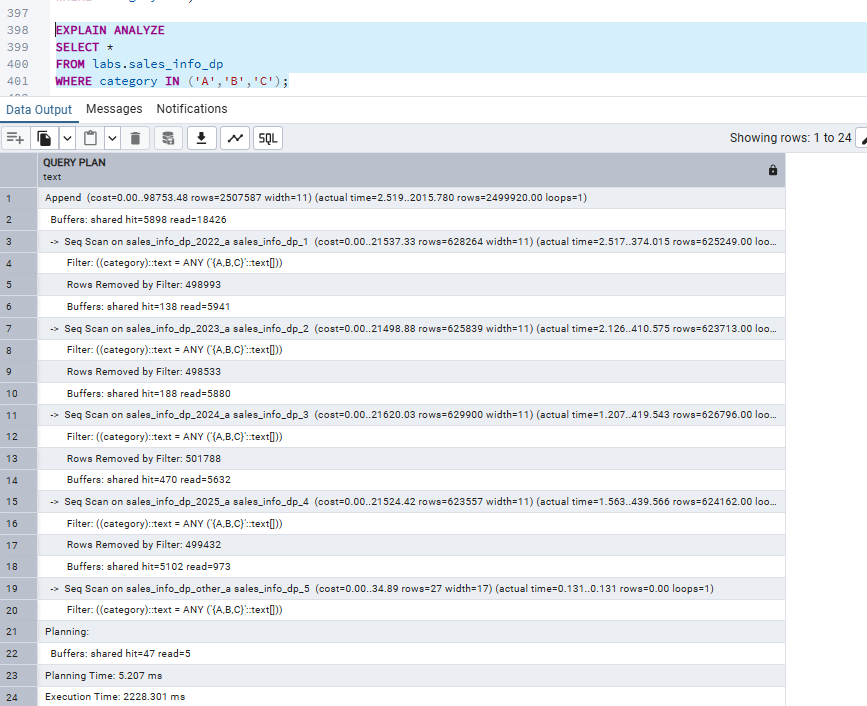 397
398 EXPLAIN ANALYZE
399 SELECT *
400 FROM labs.sales_info_dp
401 WHERE category IN ('A','B','C');
Data Output Messages Notifications
SQL Showing rows: 1 to 24
QUERY PLAN
text
1 Append (cost=0.00..98753.48 rows=2507587 width=11) (actual time=2.519..2015.780 rows=2499920.00 loops=1)
2 Buffers: shared hit=5898 read=18426
3 -> Seq Scan on sales_info_dp_2022_a sales_info_dp_1 (cost=0.00..21537.33 rows=628264 width=11) (actual time=2.517..374.015 rows=625249.00 loo...
4 Filter: ((category)::text = ANY ('{A,B,C}'::text[]))
5 Rows Removed by Filter: 498993
6 Buffers: shared hit=138 read=5941
7 -> Seq Scan on sales_info_dp_2023_a sales_info_dp_2 (cost=0.00..21498.88 rows=625839 width=11) (actual time=2.126..410.575 rows=623713.00 loo...
8 Filter: ((category)::text = ANY ('{A,B,C}'::text[]))
9 Rows Removed by Filter: 498533
10 Buffers: shared hit=188 read=5880
11 -> Seq Scan on sales_info_dp_2024_a sales_info_dp_3 (cost=0.00..21620.03 rows=629900 width=11) (actual time=1.207..419.543 rows=626796.00 loo...
12 Filter: ((category)::text = ANY ('{A,B,C}'::text[]))
13 Rows Removed by Filter: 501788
14 Buffers: shared hit=470 read=5632
15 -> Seq Scan on sales_info_dp_2025_a sales_info_dp_4 (cost=0.00..21524.42 rows=623557 width=11) (actual time=1.563..439.566 rows=624162.00 loo...
16 Filter: ((category)::text = ANY ('{A,B,C}'::text[]))
17 Rows Removed by Filter: 499432
18 Buffers: shared hit=5102 read=973
19 -> Seq Scan on sales_info_dp_other_a sales_info_dp_5 (cost=0.00..34.89 rows=27 width=17) (actual time=0.131..0.131 rows=0.00 loops=1)
20 Filter: ((category)::text = ANY ('{A,B,C}'::text[]))
21 Planning:
22 Buffers: shared hit=47 read=5
23 Planning Time: 5.207 ms
24 Execution Time: 2228.301 ms